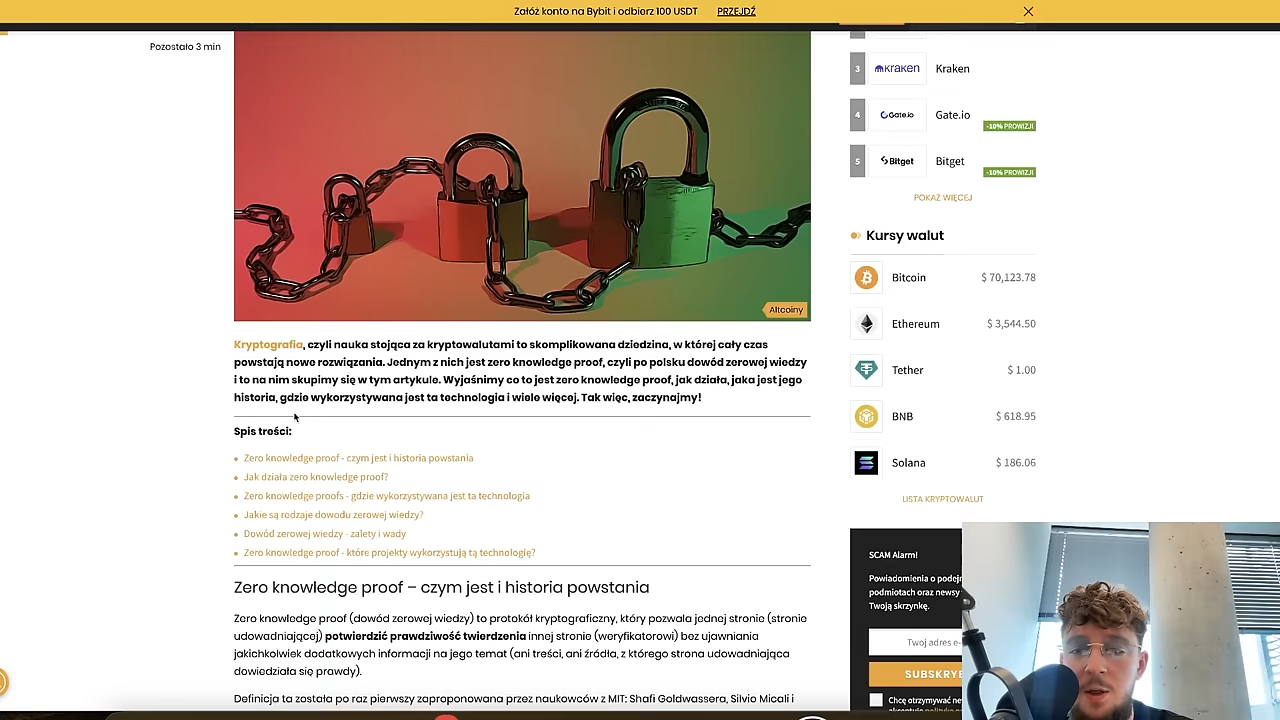 Załóż konto na Bybit i odbierz 100 USDT PRZEJDŹ
Pozostało 3 min
Altcoiny
Kryptografia, czyli nauka stojąca za kryptowalutami to skomplikowana dziedzina, w której cały czas
powstają nowe rozwiązania. Jednym z nich jest zero knowledge proof, czyli po polsku dowód zerowej wiedzy
i to na nim skupimy się w tym artykule. Wyjaśnimy co to jest zero knowledge proof, jak działa, jaka jest jego
historia, gdzie wykorzystywana jest ta technologia i wiele więcej. Tak więc, zaczynajmy!
Spis treści:
Zero knowledge proof - czym jest i historia powstania
Jak działa zero knowledge proof?
Zero knowledge proofs - gdzie wykorzystywana jest ta technologia
Jakie są rodzaje dowodu zerowej wiedzy?
Dowód zerowej wiedzy - zalety i wady
Zero knowledge proof - które projekty wykorzystują tą technologię?
Zero knowledge proof – czym jest i historia powstania
Zero knowledge proof (dowód zerowej wiedzy) to protokół kryptograficzny, który pozwala jednej stronie (stronie
udowadniającej) potwierdzić prawdziwość twierdzenia innej stronie (weryfikatorowi) bez ujawniania
jakichkolwiek dodatkowych informacji na jego temat (ani treści, ani źródła, z którego strona udowadniająca
dowiedziała się prawdy).
Definicja ta została po raz pierwszy zaproponowana przez naukowców z MIT: Shafi Goldwassera, Silvio Micali i
3 Kraken Kraken
4 Gate.io Gate.io
-10% PROWIZJI
5 Bitget Bitget
-10% PROWIZJI
POKAŻ WIĘCEJ
Kursy walut
Bitcoin $ 70,123.78
Ethereum $ 3,544.50
Tether $ 1.00
BNB $ 618.95
Solana $ 186.06
LISTA KRYPTOWALUT
SCAM Alarm!
Powiadomienia o podej
podmiotach oraz newsy
Twoją skrzynkę.
Twój adres e-
SUBSKRYB
Chcę otrzymywać ne